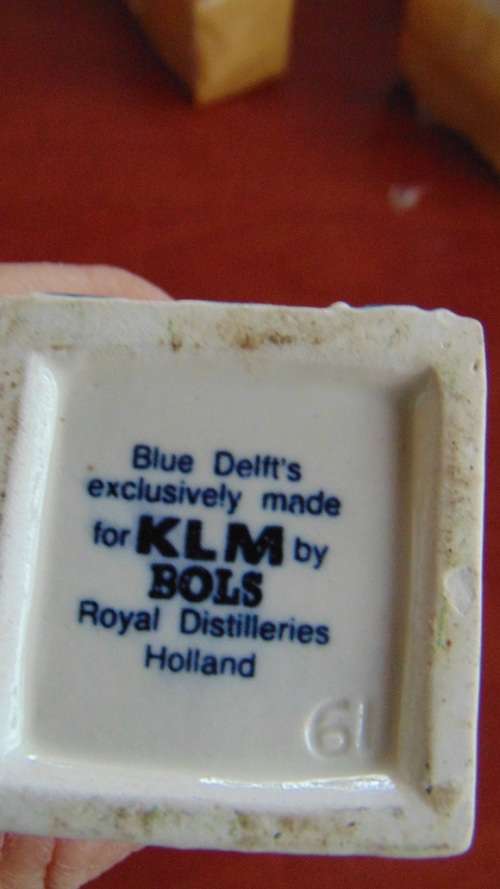 Blue Delft's
exclusively made
for KLM by
BOLS
Royal Distilleries
Holland
61